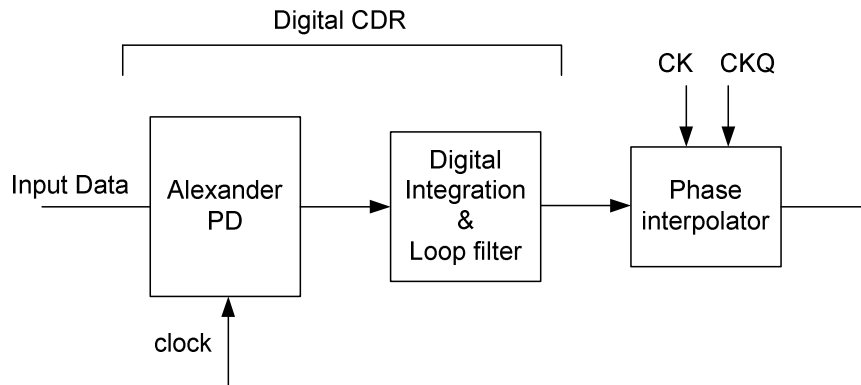 Digital CDR
CK
CKQ
Input Data
Alexander
PD
Digital
Integration
&
Loop filter
Phase
interpolator
clock